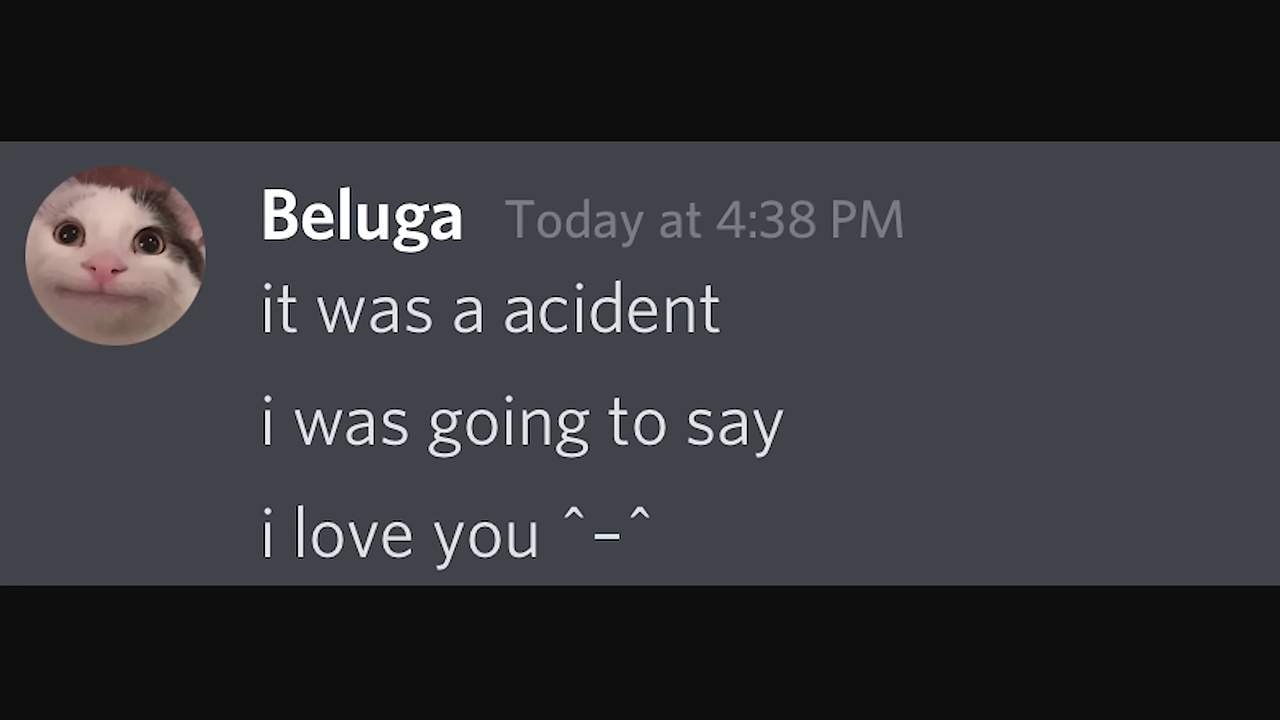 Beluga Today at 4:38 PM
it was a acident
i was going to say
i love you ^-^